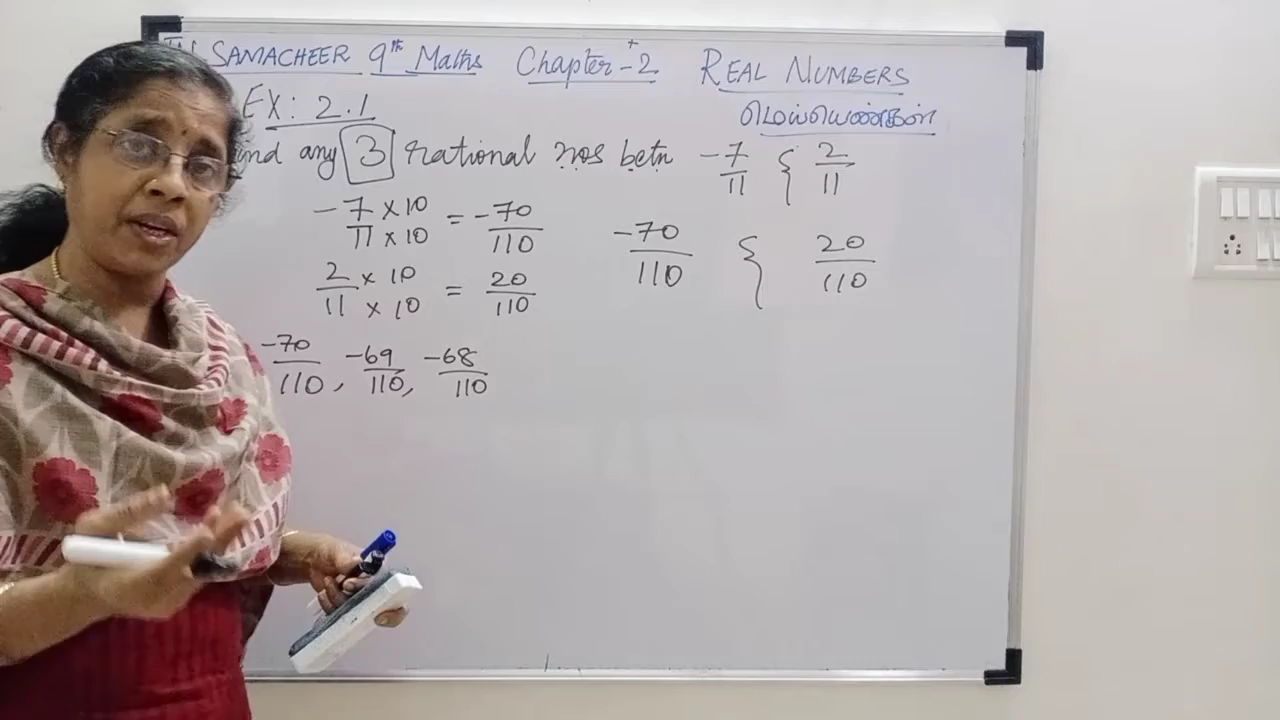 SAMACHEER 9th Maths Chapter-2 REAL NUMBERS
EX: 2.1
மெய்யெண்கள்
ind any 3 rational nos betn -7/11 { 2/11
-7 × 10 / 11 × 10 = -70/110
-70/110 { 20/110
2 × 10 / 11 × 10 = 20/110
-70/110, -69/110, -68/110